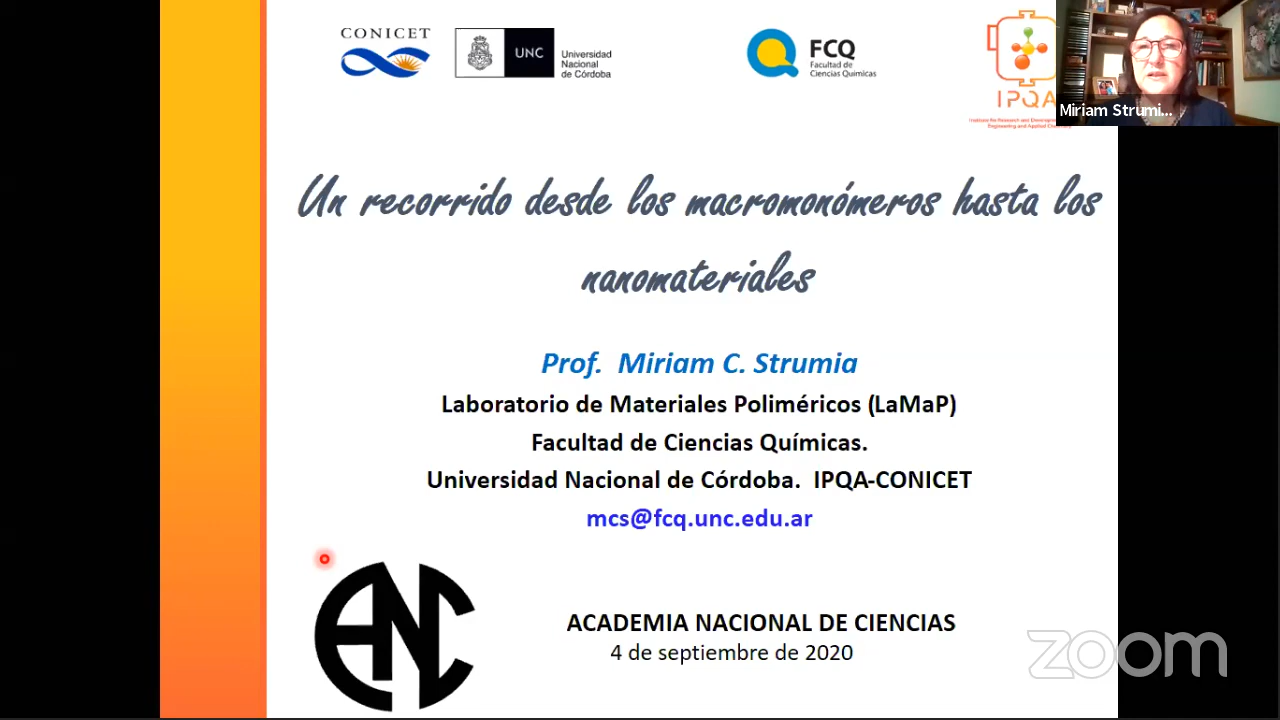 CONICET
UNC
Universidad
Nacional
de Córdoba
FCQ
Facultad de
Ciencias Químicas
IPQA
Miriam Strumi...
Un recorrido desde los macromonómeros hasta los
nanomateriales
Prof. Miriam C. Strumia
Laboratorio de Materiales Poliméricos (LaMaP)
Facultad de Ciencias Químicas.
Universidad Nacional de Córdoba. IPQA-CONICET
mcs@fcq.unc.edu.ar
ANC
ACADEMIA NACIONAL DE CIENCIAS
4 de septiembre de 2020
zoom